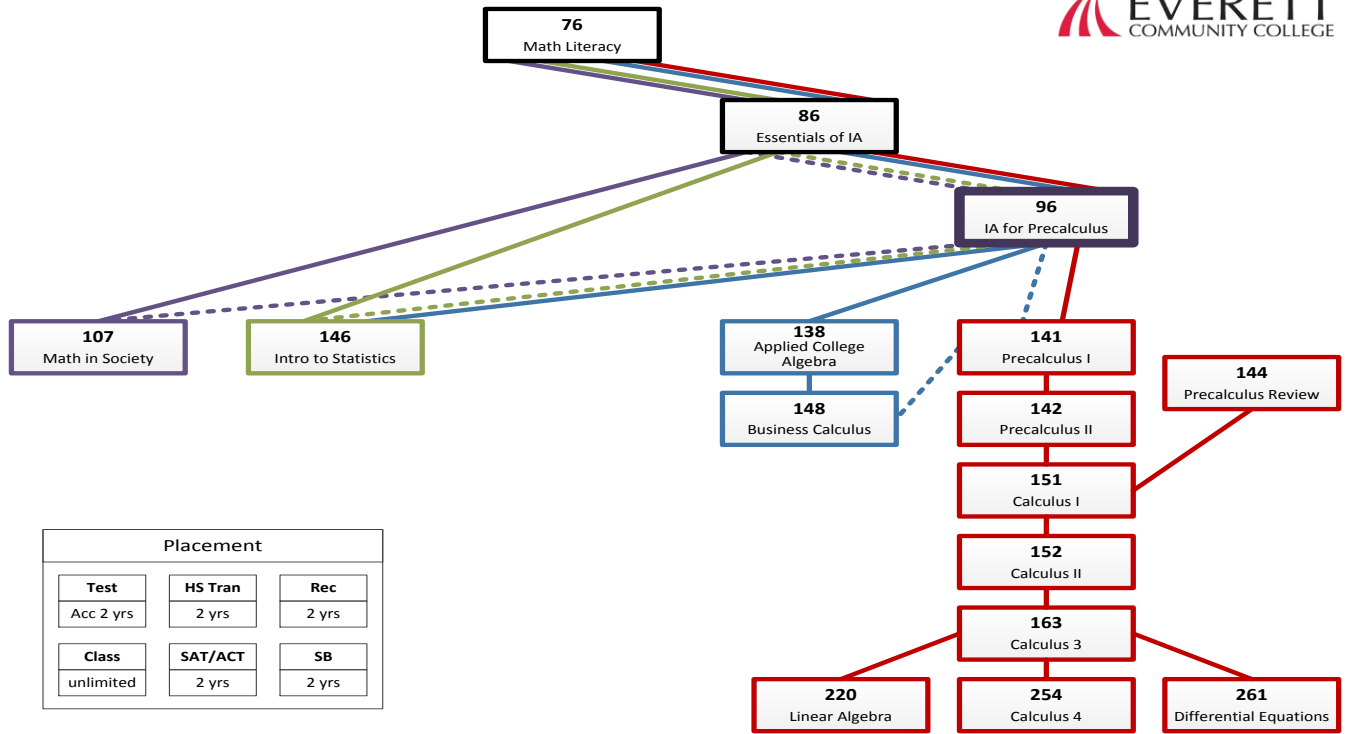 EVERETT
COMMUNITY COLLEGE
76
Math Literacy
86
Essentials of IA
96
IA for Precalculus
107
Math in Society
146
Intro to Statistics
138
Applied College
Algebra
148
Business Calculus
141
Precalculus I
142
Precalculus II
144
Precalculus Review
151
Calculus I
152
Calculus II
163
Calculus 3
220
Linear Algebra
254
Calculus 4
261
Differential Equations
Placement
Test
Acc 2 yrs
HS Tran
2 yrs
Rec
2 yrs
Class
unlimited
SAT/ACT
2 yrs
SB
2 yrs